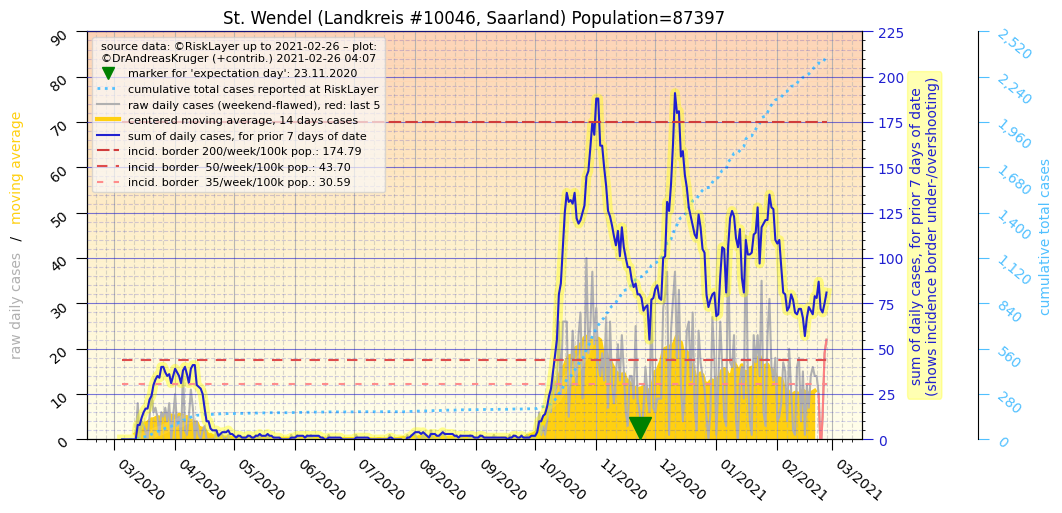 St. Wendel (Landkreis #10046, Saarland) Population=87397
source data: ©RiskLayer up to 2021-02-26 – plot:
©DrAndreasKruger (+contrib.) 2021-02-26 04:07
marker for 'expectation day': 23.11.2020
cumulative total cases reported at RiskLayer
raw daily cases (weekend-flawed), red: last 5
centered moving average, 14 days cases
sum of daily cases, for prior 7 days of date
incid. border 200/week/100k pop.: 174.79
incid. border  50/week/100k pop.: 43.70
incid. border  35/week/100k pop.: 30.59
raw daily cases  /  moving average
90
80
70
60
50
40
30
20
10
0
03/2020
04/2020
05/2020
06/2020
07/2020
08/2020
09/2020
10/2020
11/2020
12/2020
01/2021
02/2021
03/2021
225
200
175
150
125
100
75
50
25
0
sum of daily cases, for prior 7 days of date
(shows incidence border under-/overshooting)
2,520
2,240
1,960
1,680
1,400
1,120
840
560
280
0
cumulative total cases